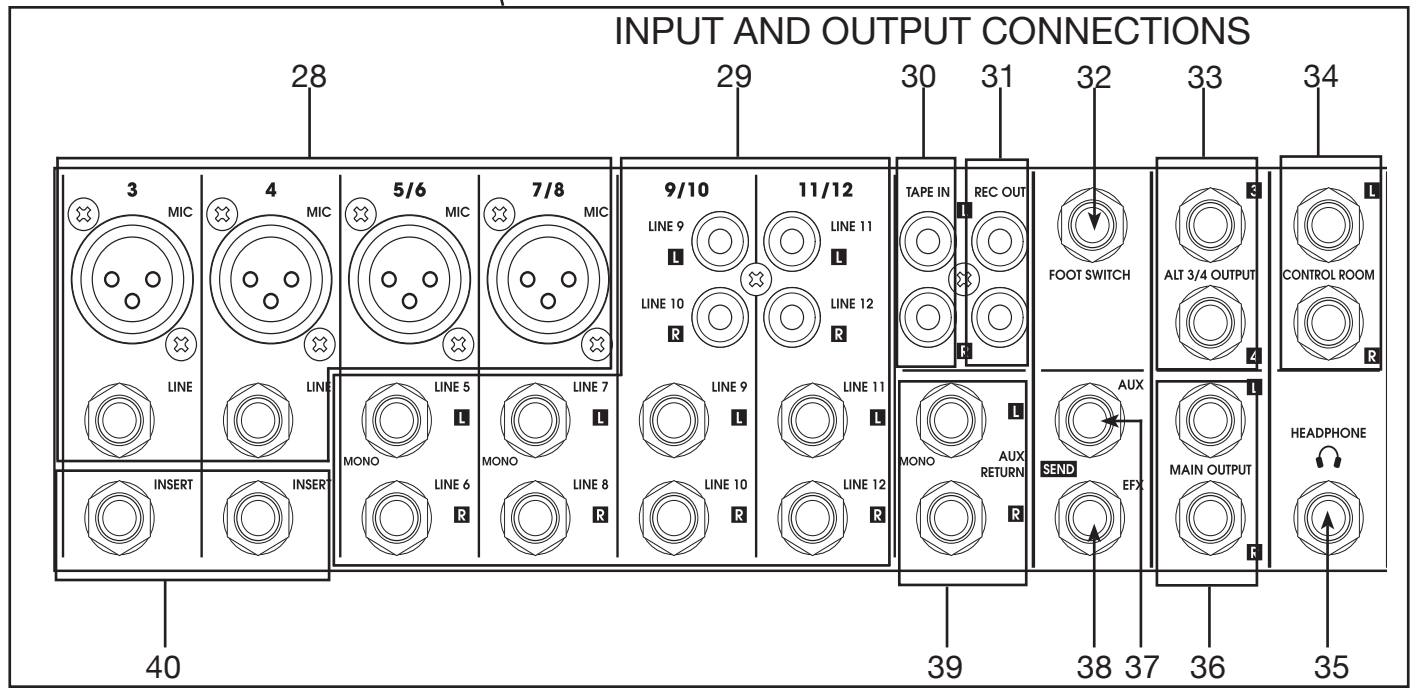 INPUT AND OUTPUT CONNECTIONS
28 29 30 31 32 33 34
3 4 5/6 7/8 9/10 11/12 TAPE IN REC OUT 3 L
MIC MIC MIC MIC
LINE 9 LINE 11 L
L L
FOOT SWITCH ALT 3/4 OUTPUT CONTROL ROOM
LINE 10 LINE 12
R R R 4 R
LINE LINE LINE 5 LINE 7 LINE 9 LINE 11 AUX L
L L L L L
HEADPHONE
MONO MONO MONO AUX RETURN SEND MAIN OUTPUT
INSERT INSERT LINE 6 LINE 8 LINE 10 LINE 12 EFX
R R R R R R
40 39 38 37 36 35